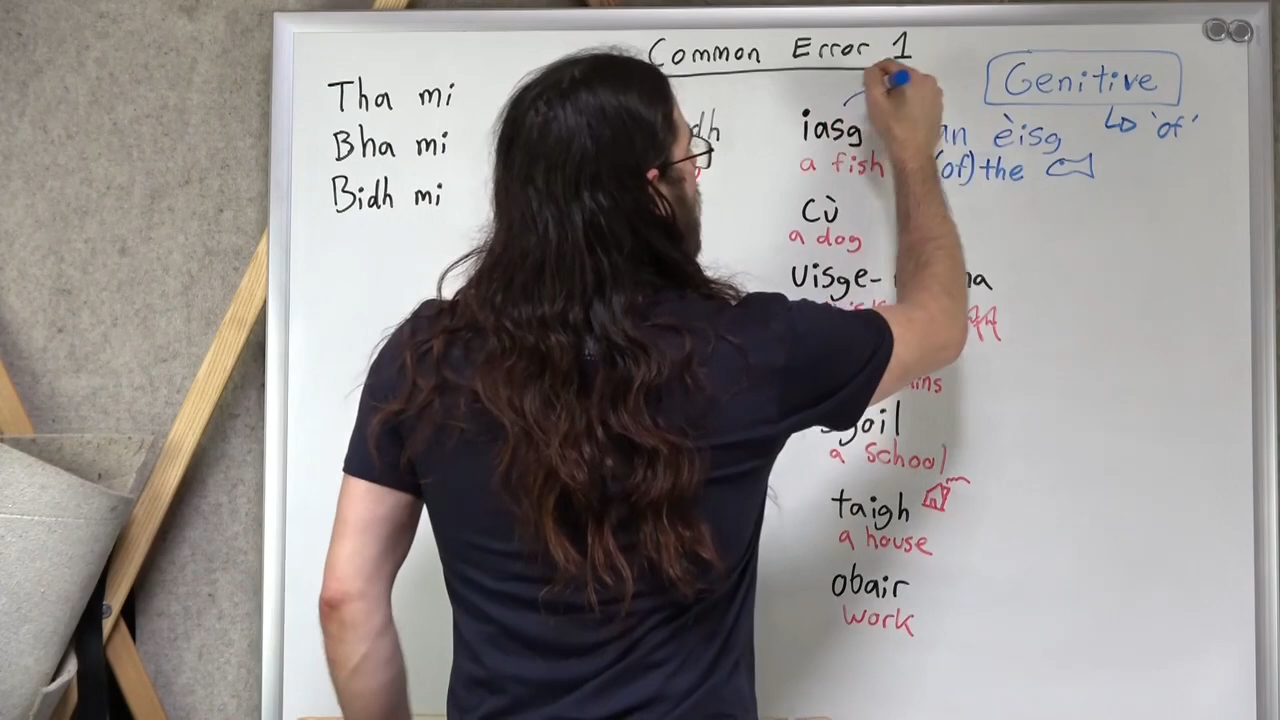 Common Error 1
Genitive
↳ 'of'
Tha mi
Bha mi
Bidh mi
iasg
a fish
an èisg
(of) the
Cù
a dog
Uisge-
sgoil
a school
taigh
a house
obair
work